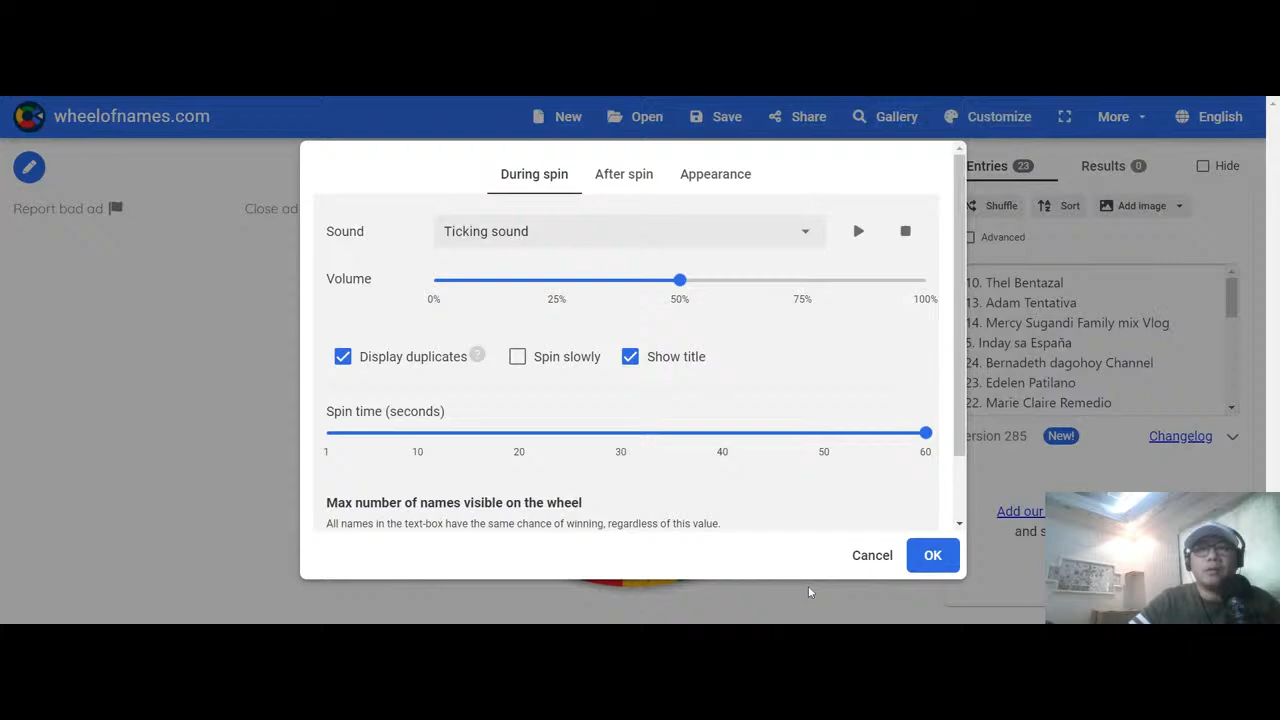 wheelofnames.com
New
Open
Save
Share
Gallery
Customize
More
English
Report bad ad
Close ad
During spin
After spin
Appearance
Sound
Ticking sound
Volume
0%
25%
50%
75%
100%
Display duplicates ?
Spin slowly
Show title
Spin time (seconds)
1
10
20
30
40
50
60
Max number of names visible on the wheel
All names in the text-box have the same chance of winning, regardless of this value.
Cancel
OK
Entries 23
Results 0
Hide
Shuffle
Sort
Add image
Advanced
10. Thel Bentazal
13. Adam Tentativa
14. Mercy Sugandi Family mix Vlog
5. Inday sa España
24. Bernadeth dagohoy Channel
23. Edelen Patilano
22. Marie Claire Remedio
ersion 285
New!
Changelog
Add our
and s